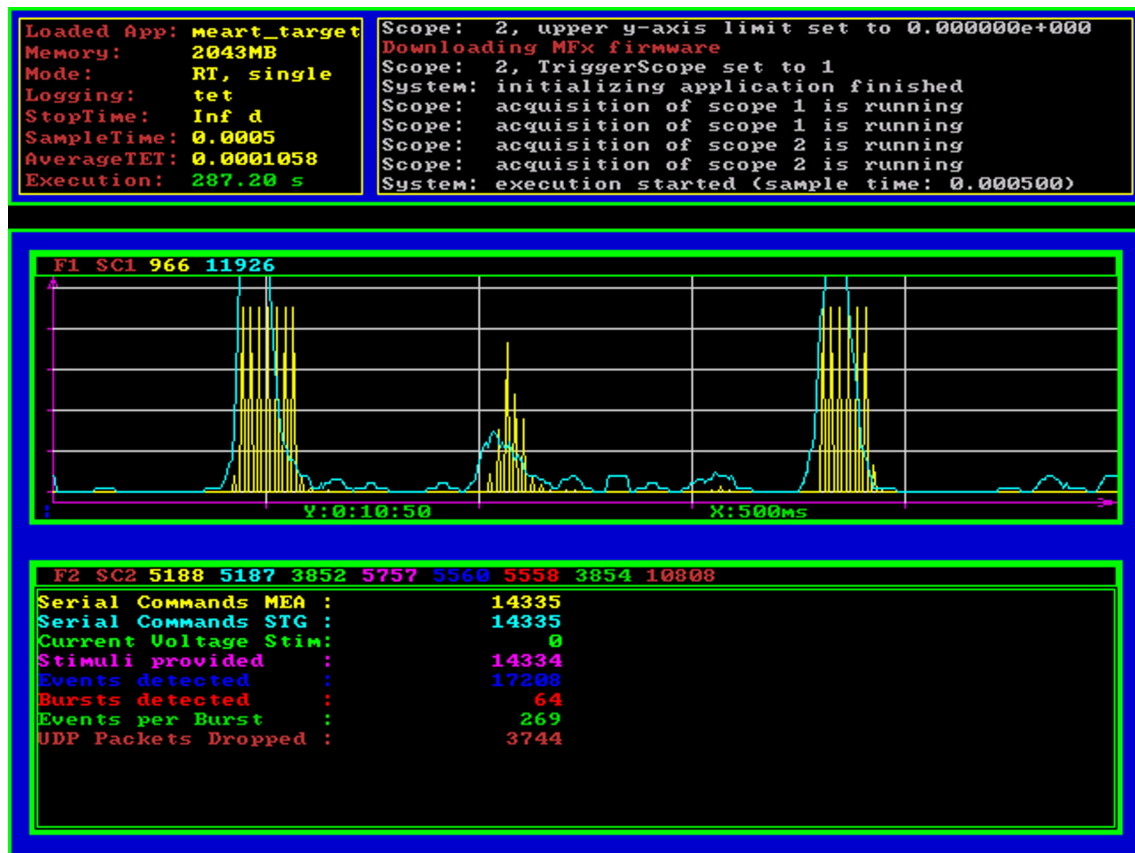 Loaded App: meart_target
Memory: 2043MB
Mode: RT, single
Logging: tet
StopTime: Inf d
SampleTime: 0.0005
AverageTET: 0.0001058
Execution: 287.20 s
Scope: 2, upper y-axis limit set to 0.000000e+000
Downloading MFx firmware
Scope: 2, TriggerScope set to 1
System: initializing application finished
Scope: acquisition of scope 1 is running
Scope: acquisition of scope 1 is running
Scope: acquisition of scope 2 is running
Scope: acquisition of scope 2 is running
System: execution started (sample time: 0.000500)
F1 SC1 966 11926
Y:0:10:50 X:500ms
F2 SC2 5188 5187 3852 5757 5560 5558 3854 10808
Serial Commands MEA : 14335
Serial Commands STG : 14335
Current Voltage Stim: 0
Stimuli provided : 14334
Events detected : 17208
Bursts detected : 64
Events per Burst : 269
UDP Packets Dropped : 3744